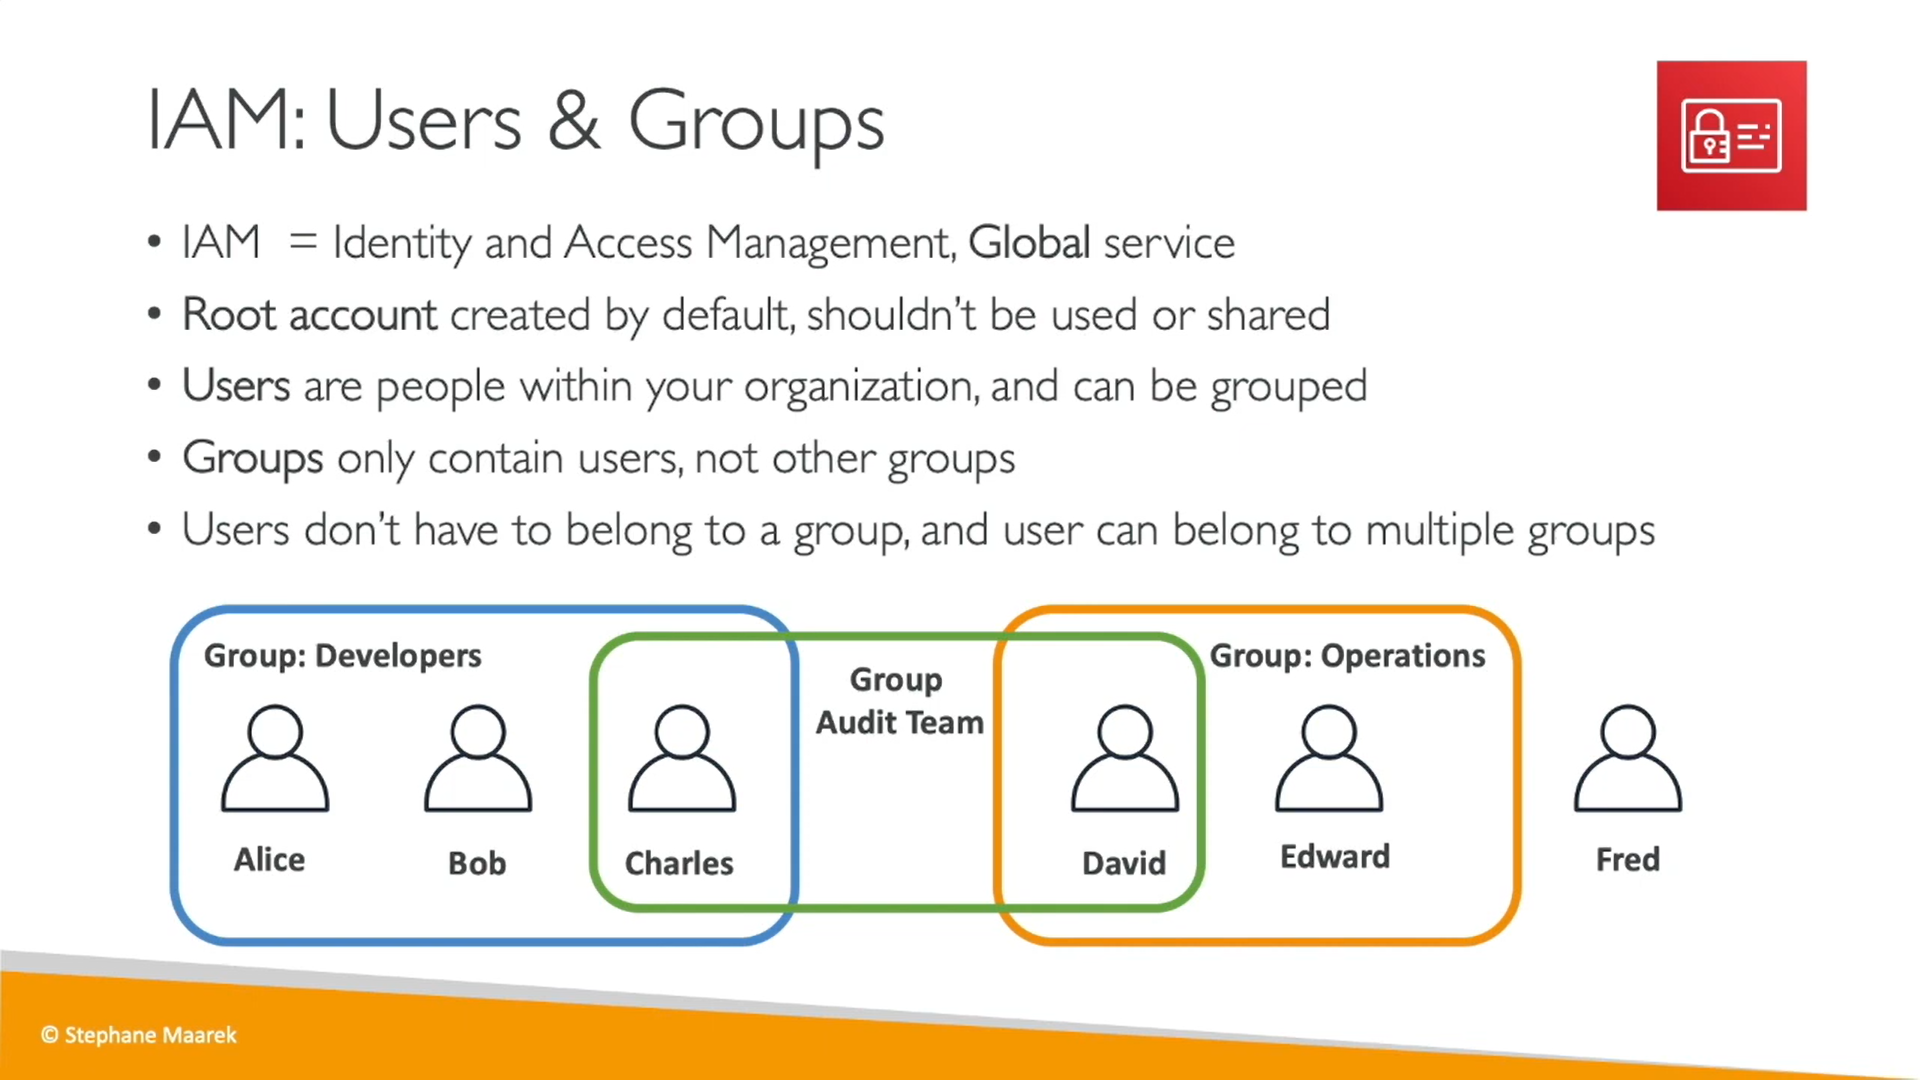 IAM: Users & Groups
• IAM = Identity and Access Management, Global service
• Root account created by default, shouldn’t be used or shared
• Users are people within your organization, and can be grouped
• Groups only contain users, not other groups
• Users don’t have to belong to a group, and user can belong to multiple groups
Group: Developers
Group
Audit Team
Group: Operations
Alice
Bob
Charles
David
Edward
Fred
© Stephane Maarek